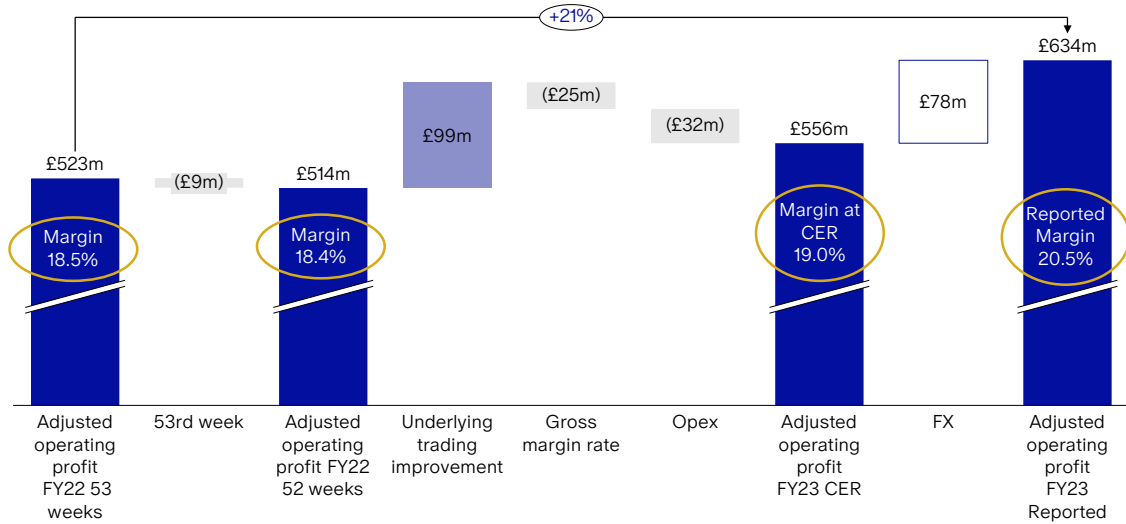 +21%
£634m
(£25m)
£78m
£99m
(£32m)
£556m
£523m
(£9m)
£514m
Margin
18.5%
Margin
18.4%
Margin at
CER
19.0%
Reported
Margin
20.5%
Adjusted
operating
profit
FY22 53
weeks
53rd week
Adjusted
operating
profit FY22
52 weeks
Underlying
trading
improvement
Gross
margin rate
Opex
Adjusted
operating
profit
FY23 CER
FX
Adjusted
operating
profit
FY23
Reported